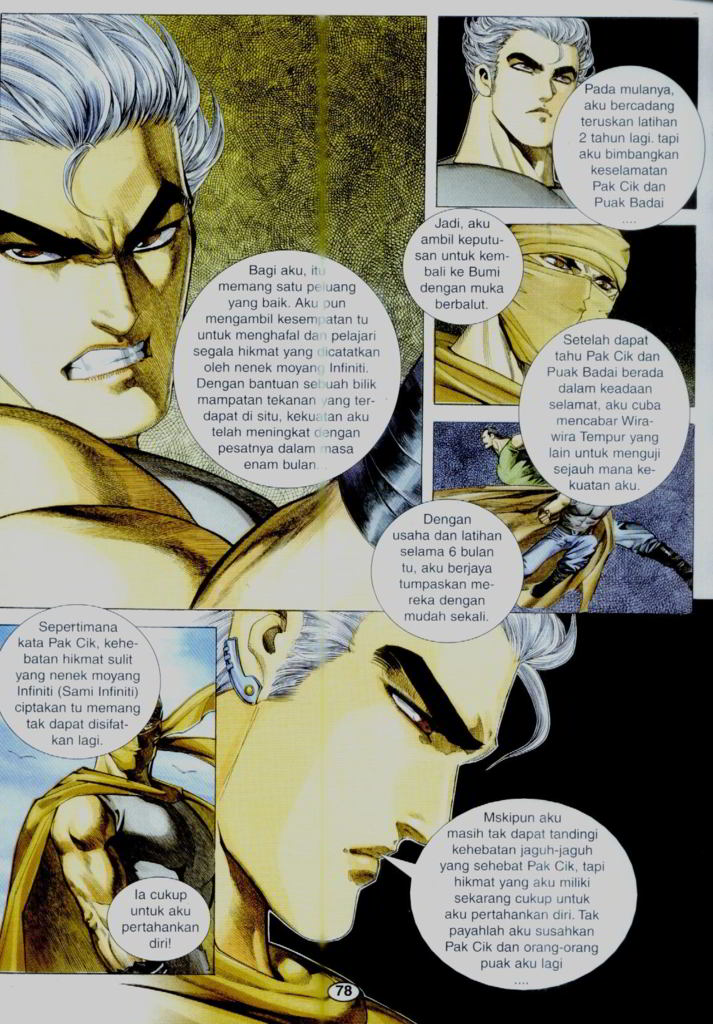 Bagi aku, itu
memang satu peluang
yang baik. Aku pun
mengambil kesempatan tu
untuk menghafal dan pelajari
segala hikmat yang dicatatkan
oleh nenek moyang Infiniti.
Dengan bantuan sebuah bilik
mampatan tekanan yang ter-
dapat di situ, kekuatan aku
telah meningkat dengan
pesatnya dalam masa
enam bulan...
Pada mulanya,
aku bercadang
teruskan latihan
2 tahun lagi. tapi
aku bimbangkan
keselamatan
Pak Cik dan
Puak Badai
....
Jadi, aku
ambil keputu-
san untuk kem-
bali ke Bumi
dengan muka
berbalut.
Setelah dapat
tahu Pak Cik dan
Puak Badai berada
dalam keadaan
selamat, aku cuba
mencabar Wira-
wira Tempur yang
lain untuk menguji
sejauh mana ke-
kuatan aku.
Dengan
usaha dan latihan
selama 6 bulan
tu, aku berjaya
tumpaskan me-
reka dengan
mudah sekali.
Sepertimana
kata Pak Cik, kehe-
batan hikmat sulit
yang nenek moyang
Infiniti (Sami Infiniti)
ciptakan tu memang
tak dapat disifat-
kan lagi.
Ia cukup
untuk aku
pertahankan
diri!
Mskipun aku
masih tak dapat tandingi
kehebatan jaguh-jaguh
yang sehebat Pak Cik, tapi
hikmat yang aku miliki
sekarang cukup untuk
aku pertahankan diri. Tak
payahlah aku susahkan
Pak Cik dan orang-orang
puak aku lagi
....
78